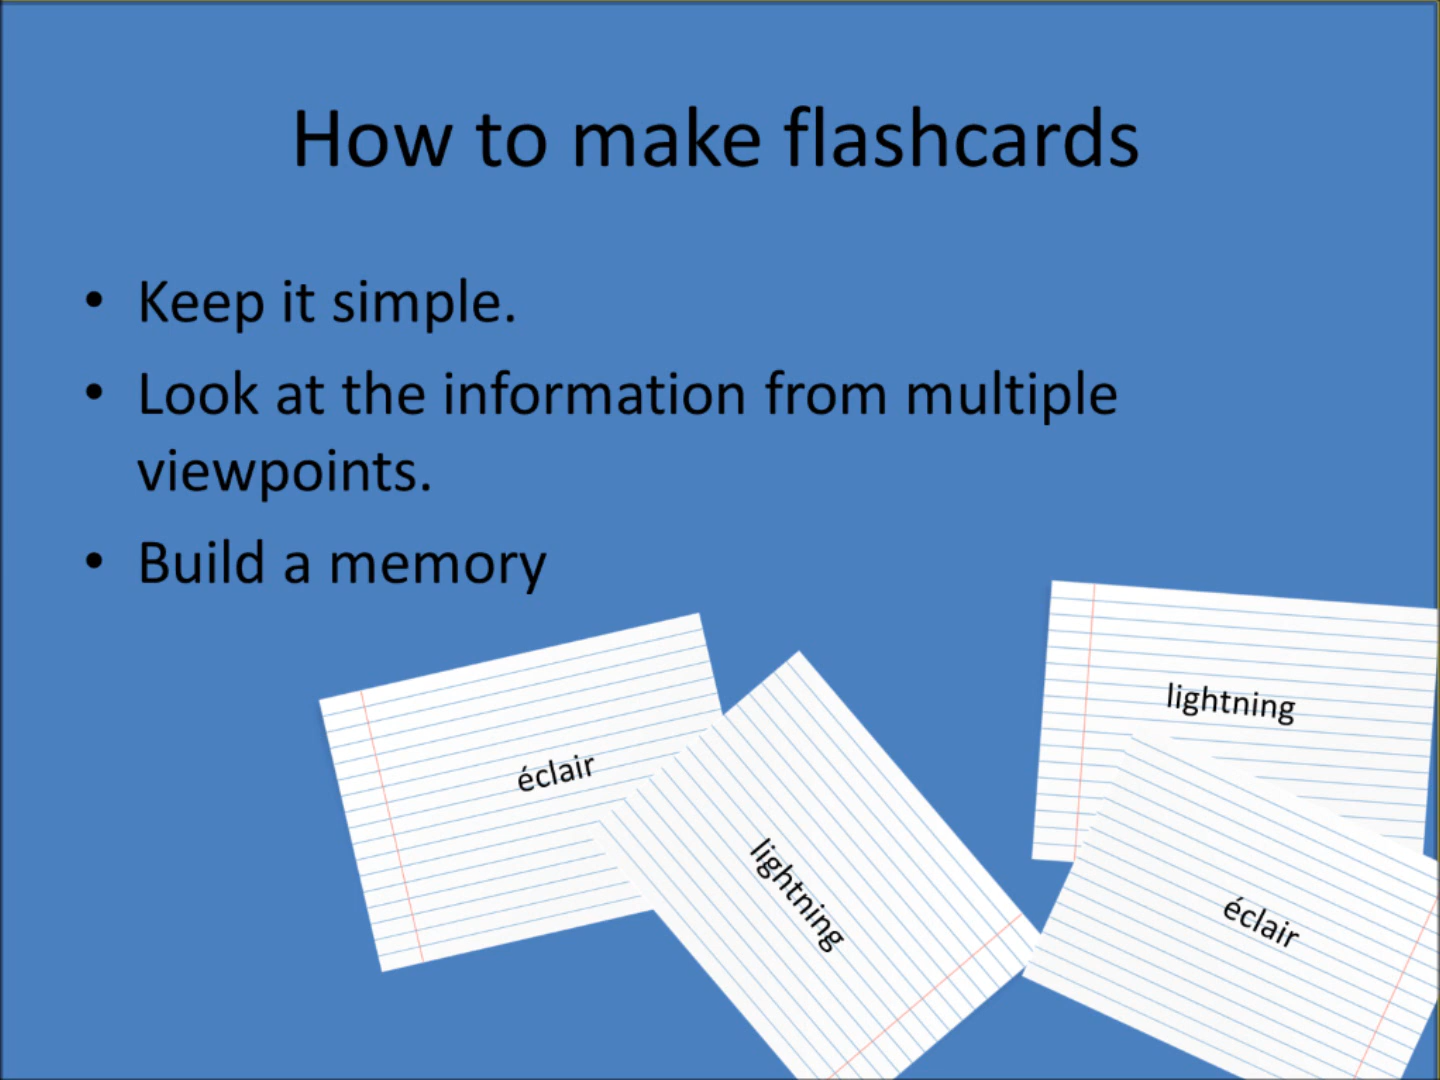 How to make flashcards
• Keep it simple.
• Look at the information from multiple
viewpoints.
• Build a memory
éclair
lightning
lightning
éclair